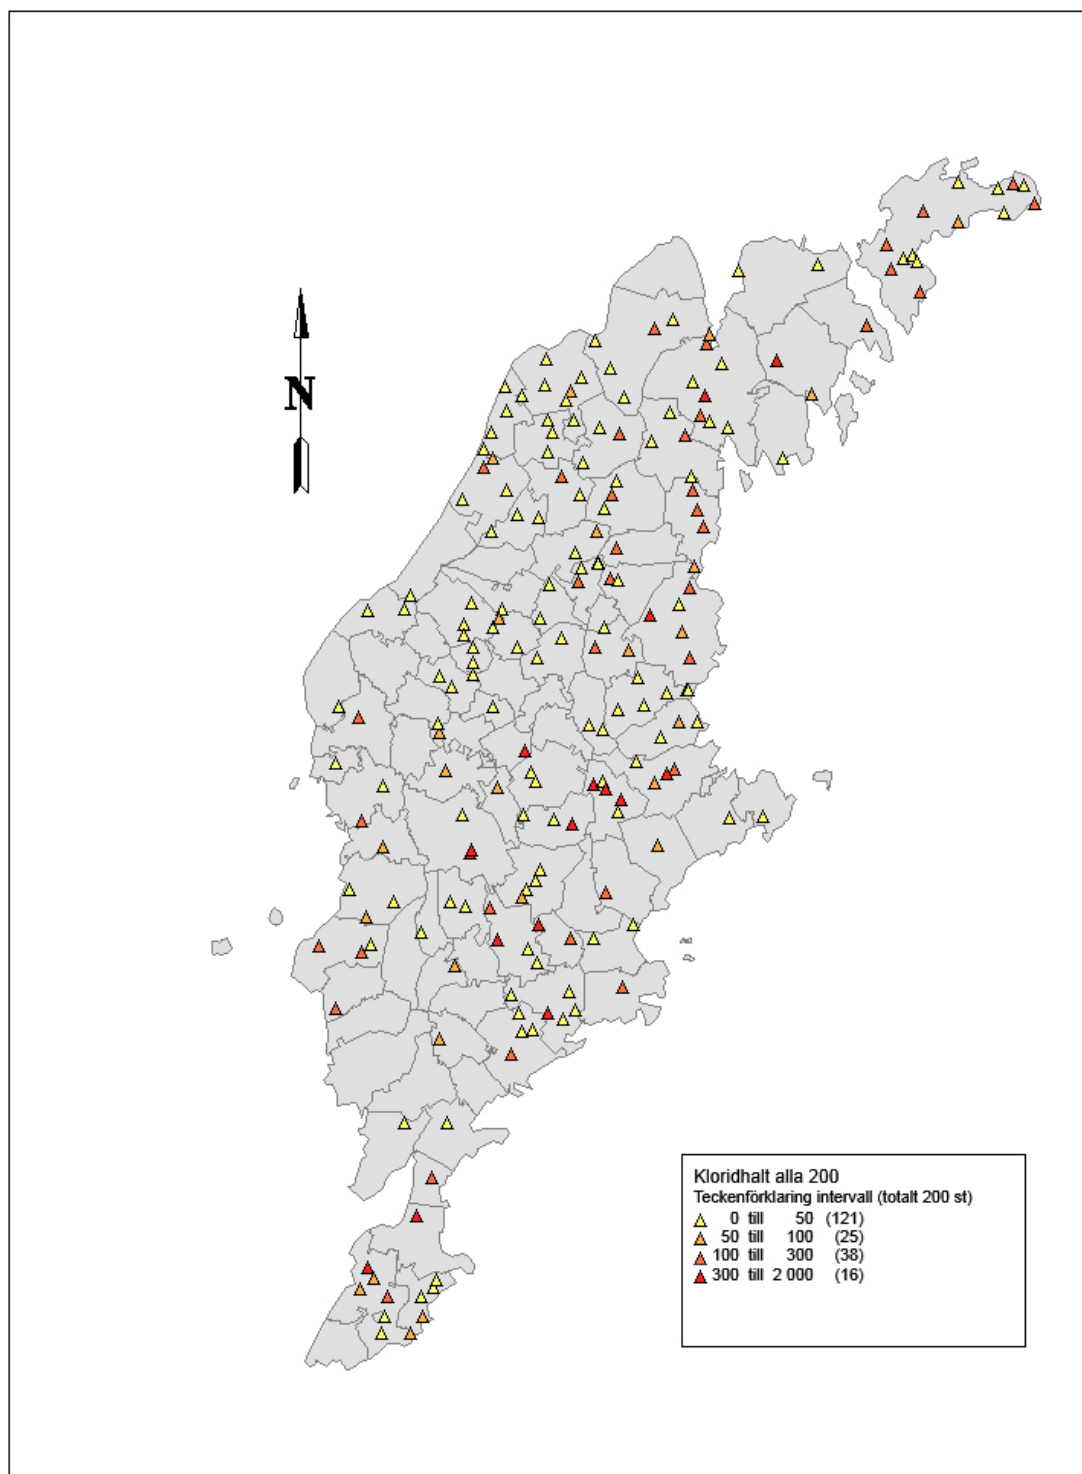 N
Kloridhalt alla 200
Teckenförklaring intervall (totalt 200 st)
0 till 50 (121)
50 till 100 (25)
100 till 300 (38)
300 till 2 000 (16)